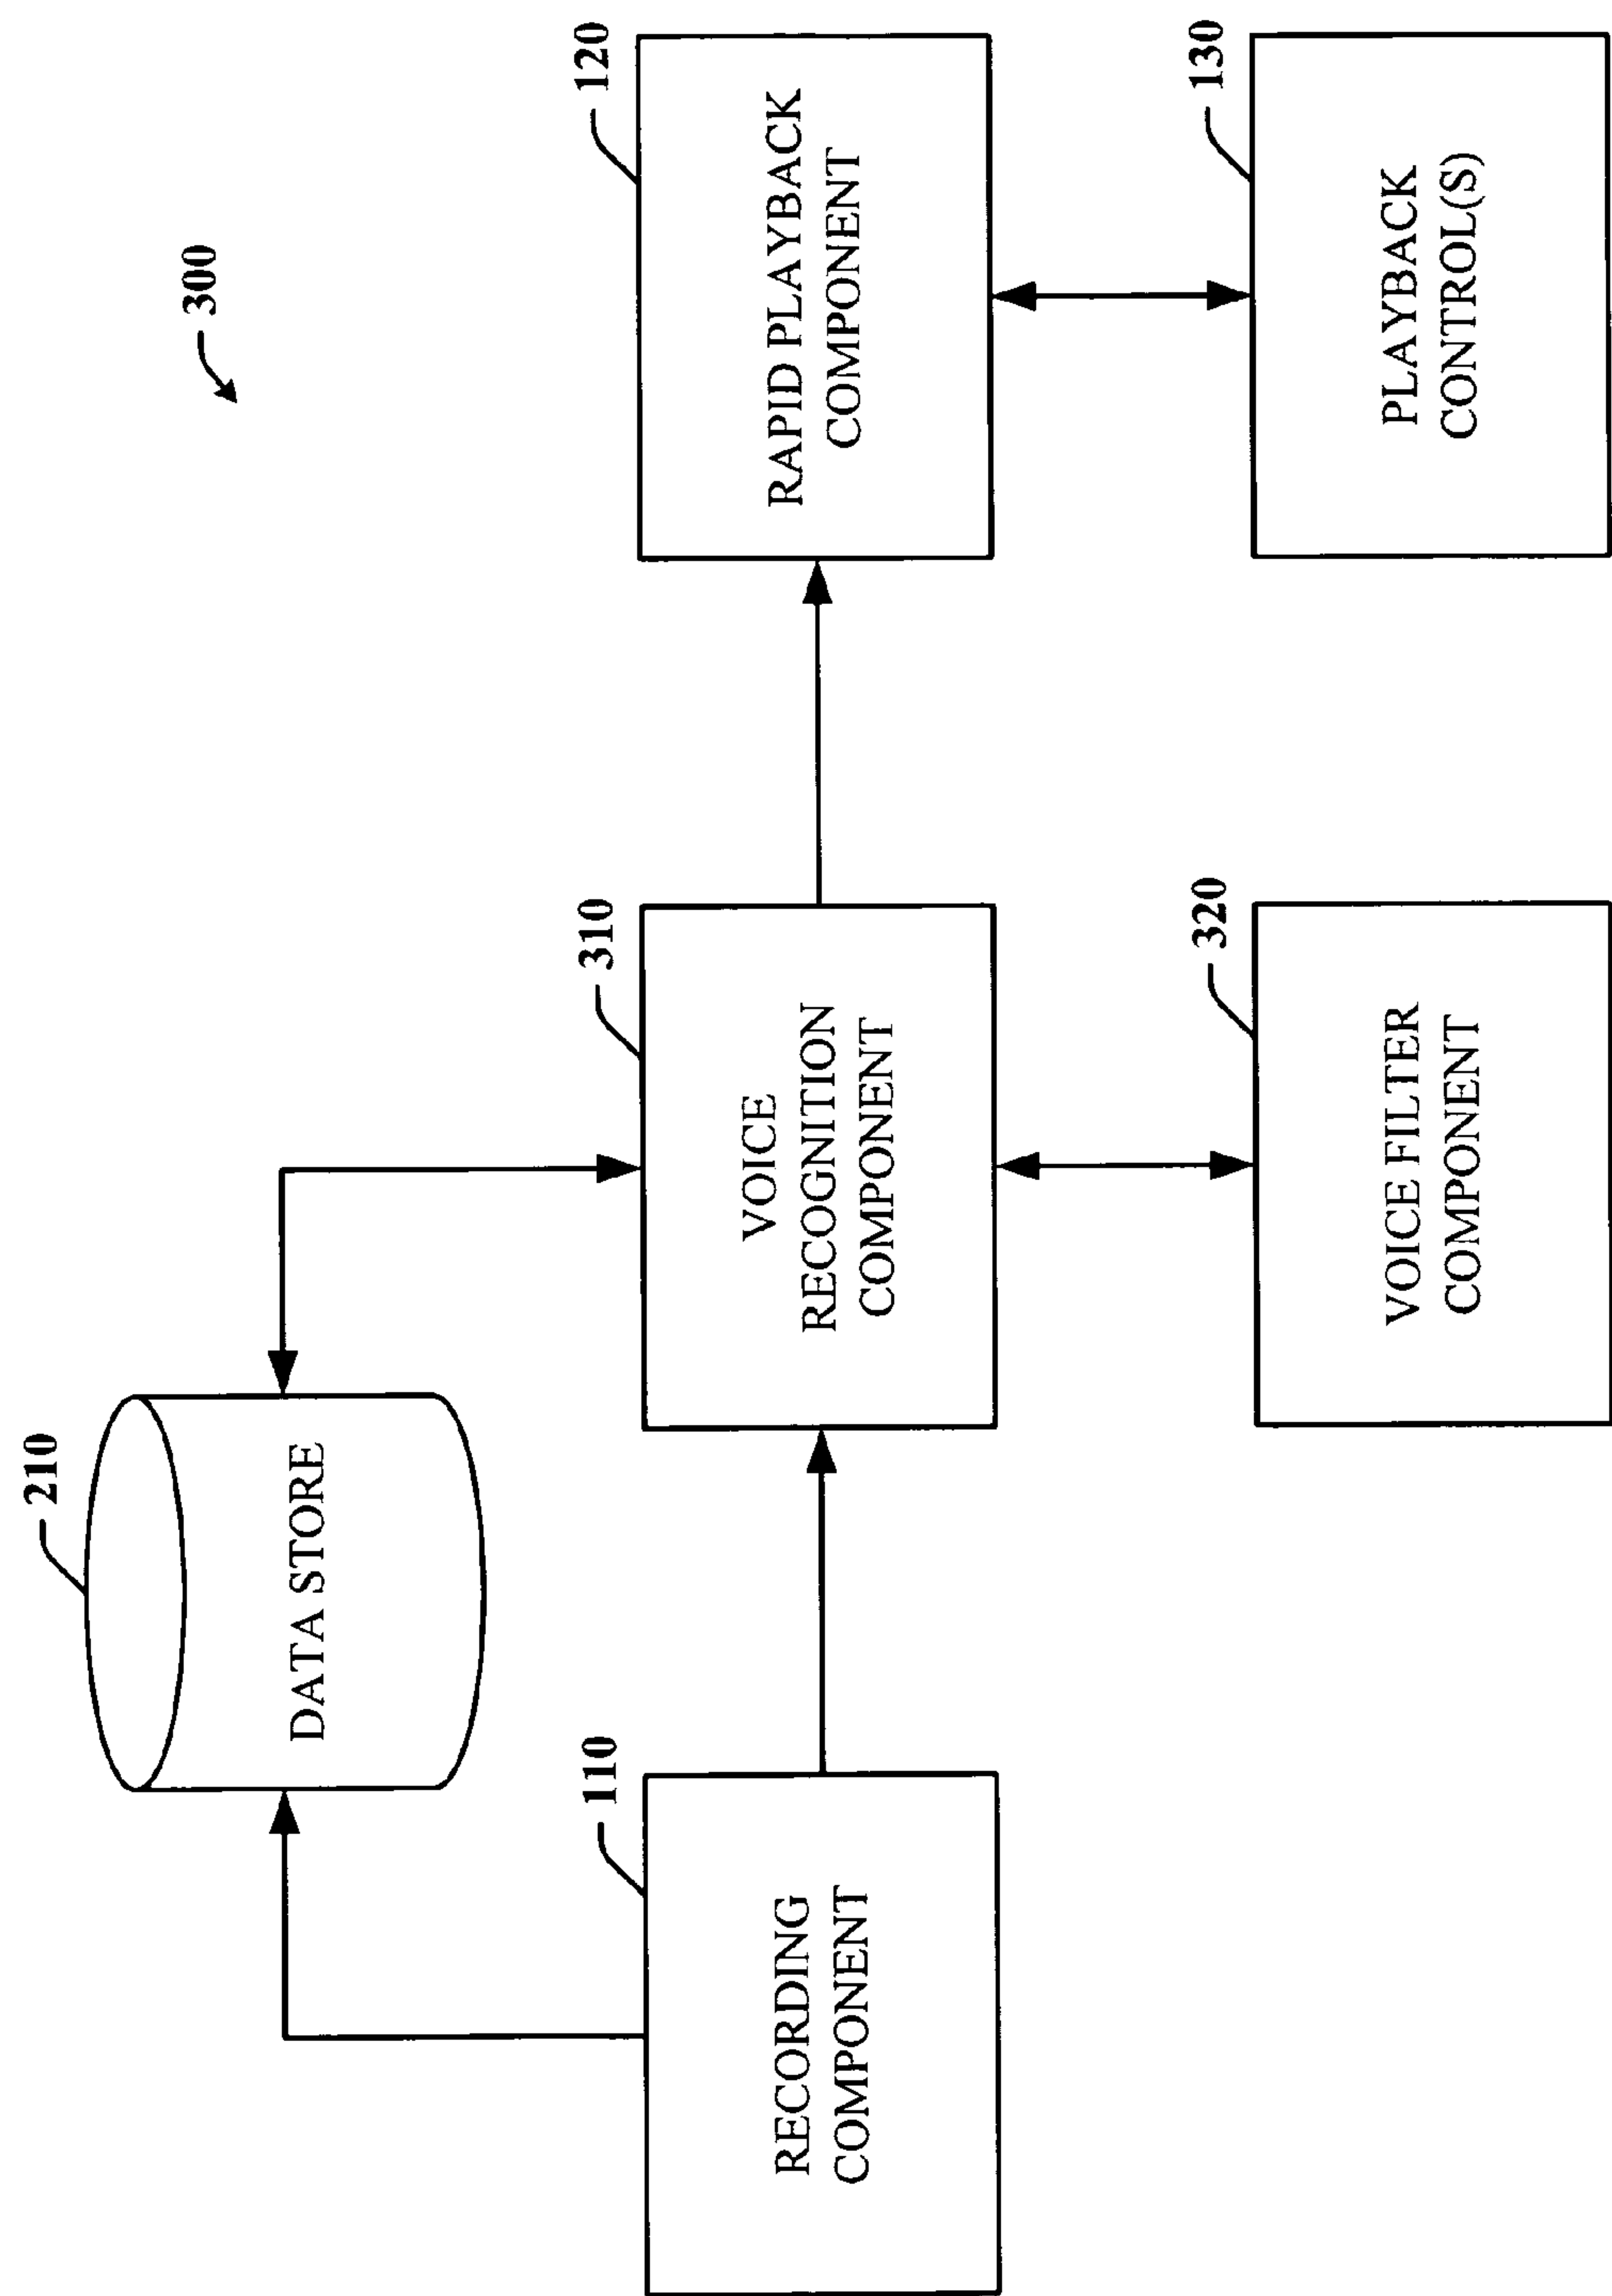 300
210
DATA STORE
110
RECORDING
COMPONENT
310
VOICE
RECOGNITION
COMPONENT
120
RAPID PLAYBACK
COMPONENT
320
VOICE FILTER
COMPONENT
130
PLAYBACK
CONTROL(S)